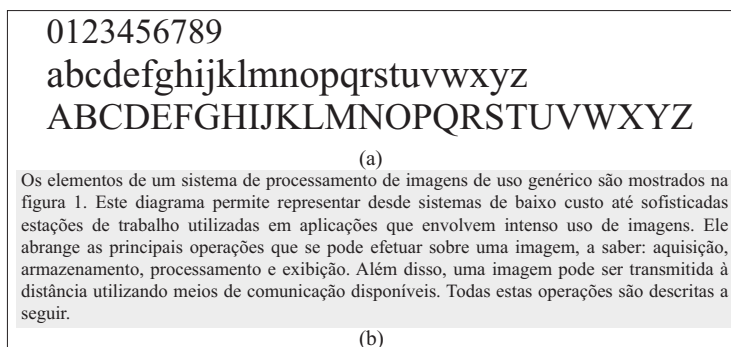 0123456789
abcdefghijklmnopqrstuvwxyz
ABCDEFGHIJKLMNOPQRSTUVWXYZ
(a)
Os elementos de um sistema de processamento de imagens de uso genérico são mostrados na
figura 1. Este diagrama permite representar desde sistemas de baixo custo até sofisticadas
estações de trabalho utilizadas em aplicações que envolvem intenso uso de imagens. Ele
abrange as principais operações que se pode efetuar sobre uma imagem, a saber: aquisição,
armazenamento, processamento e exibição. Além disso, uma imagem pode ser transmitida à
distância utilizando meios de comunicação disponíveis. Todas estas operações são descritas a
seguir.
(b)